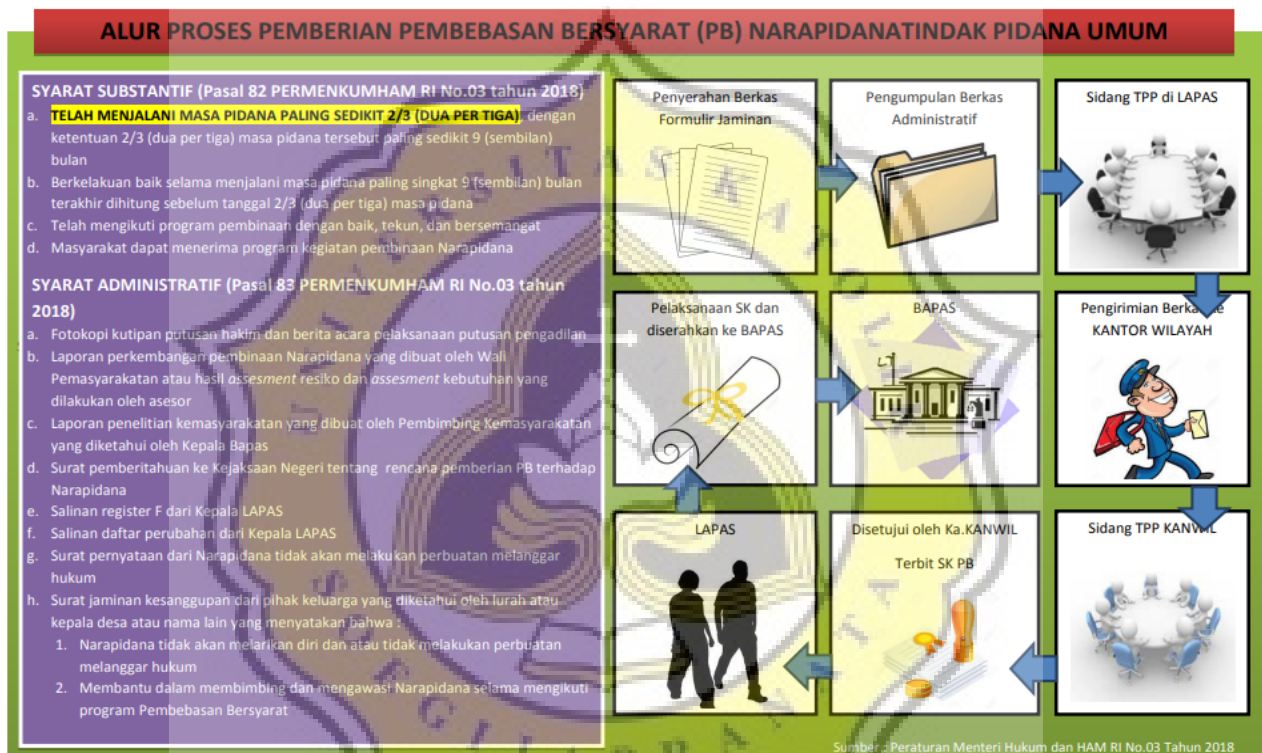 ALUR PROSES PEMBERIAN PEMBEBASAN BERSYARAT (PB) NARAPIDANATINDAK PIDANA UMUM
SYARAT SUBSTANTIF (Pasal 82 PERMENKUMHAM RI No.03 tahun 2018)
a. TELAH MENJALANI MASA PIDANA PALING SEDIKIT 2/3 (DUA PER TIGA), dengan
ketentuan 2/3 (dua per tiga) masa pidana tersebut paling sedikit 9 (sembilan)
bulan
b. Berkelakuan baik selama menjalani masa pidana paling singkat 9 (sembilan) bulan
terakhir dihitung sebelum tanggal 2/3 (dua per tiga) masa pidana
c. Telah mengikuti program pembinaan dengan baik, tekun, dan bersemangat
d. Masyarakat dapat menerima program kegiatan pembinaan Narapidana
SYARAT ADMINISTRATIF (Pasal 83 PERMENKUMHAM RI No.03 tahun
2018)
a. Fotokopi kutipan putusan hakim dan berita acara pelaksanaan putusan pengadilan
b. Laporan perkembangan pembinaan Narapidana yang dibuat oleh Wali
Pemasyarakatan atau hasil assesment resiko dan assesment kebutuhan yang
dilakukan oleh asesor
c. Laporan penelitian kemasyarakatan yang dibuat oleh Pembimbing Kemasyarakatan
yang diketahui oleh Kepala Bapas
d. Surat pemberitahuan ke Kejaksaan Negeri tentang rencana pemberian PB terhadap
Narapidana
e. Salinan register F dari Kepala LAPAS
f. Salinan daftar perubahan dari Kepala LAPAS
g. Surat pernyataan dari Narapidana tidak akan melakukan perbuatan melanggar
hukum
h. Surat jaminan kesanggupan dari pihak keluarga yang diketahui oleh lurah atau
kepala desa atau nama lain yang menyatakan bahwa :
1. Narapidana tidak akan melarikan diri dan atau tidak melakukan perbuatan
melanggar hukum
2. Membantu dalam membimbing dan mengawasi Narapidana selama mengikuti
program Pembebasan Bersyarat
Penyerahan Berkas
Formulir Jaminan
Pengumpulan Berkas
Administratif
Sidang TPP di LAPAS
Pelaksanaan SK dan
diserahkan ke BAPAS
BAPAS
Pengirimian Berkas ke
KANTOR WILAYAH
LAPAS
Disetujui oleh Ka.KANWIL
Terbit SK PB
Sidang TPP KANWIL
Sumber : Peraturan Menteri Hukum dan HAM RI No.03 Tahun 2018